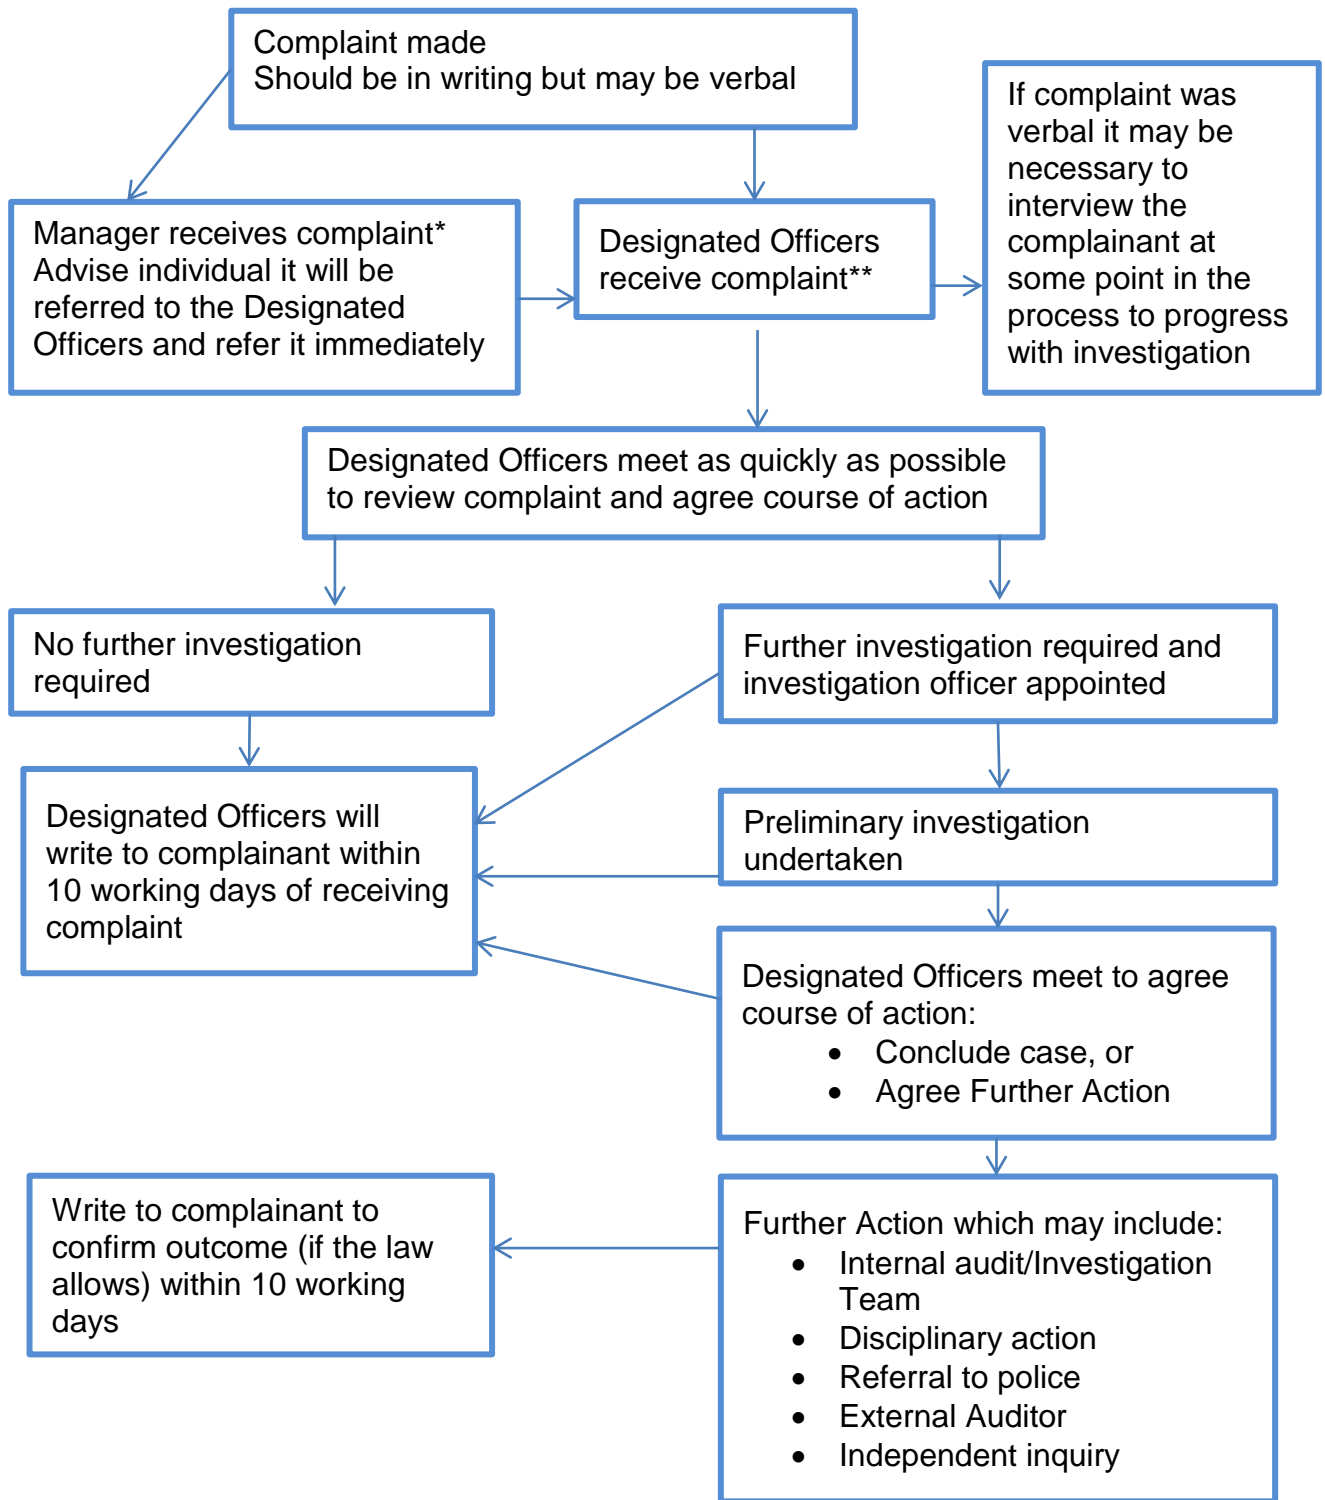 Complaint made
Should be in writing but may be verbal
If complaint was
verbal it may be
necessary to
interview the
complainant at
some point in the
process to progress
with investigation
Manager receives complaint*
Advise individual it will be
referred to the Designated
Officers and refer it immediately
Designated Officers
receive complaint**
Designated Officers meet as quickly as possible
to review complaint and agree course of action
No further investigation
required
Further investigation required and
investigation officer appointed
Designated Officers will
write to complainant within
10 working days of receiving
complaint
Preliminary investigation
undertaken
Designated Officers meet to agree
course of action:
• Conclude case, or
• Agree Further Action
Write to complainant to
confirm outcome (if the law
allows) within 10 working
days
Further Action which may include:
• Internal audit/Investigation
Team
• Disciplinary action
• Referral to police
• External Auditor
• Independent inquiry